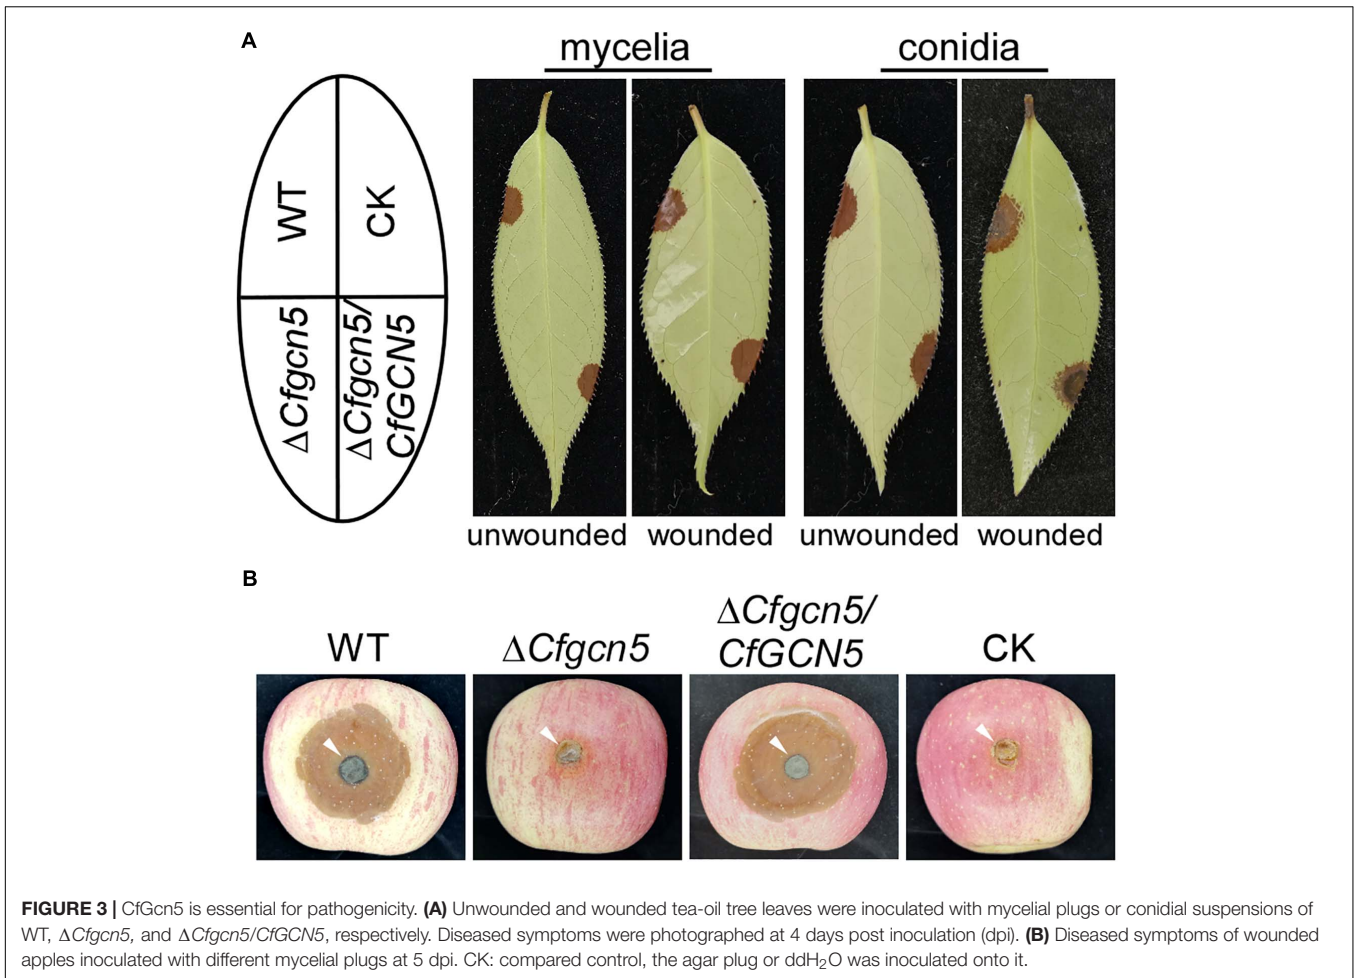 A
mycelia conidia
WT
CK
ΔCfgcn5
ΔCfgcn5/
CfGCN5
unwounded wounded unwounded wounded
B
WT ΔCfgcn5 ΔCfgcn5/ CK
CfGCN5
FIGURE 3 | CfGcn5 is essential for pathogenicity. (A) Unwounded and wounded tea-oil tree leaves were inoculated with mycelial plugs or conidial suspensions of
WT, ΔCfgcn5, and ΔCfgcn5/CfGCN5, respectively. Diseased symptoms were photographed at 4 days post inoculation (dpi). (B) Diseased symptoms of wounded
apples inoculated with different mycelial plugs at 5 dpi. CK: compared control, the agar plug or ddH₂O was inoculated onto it.